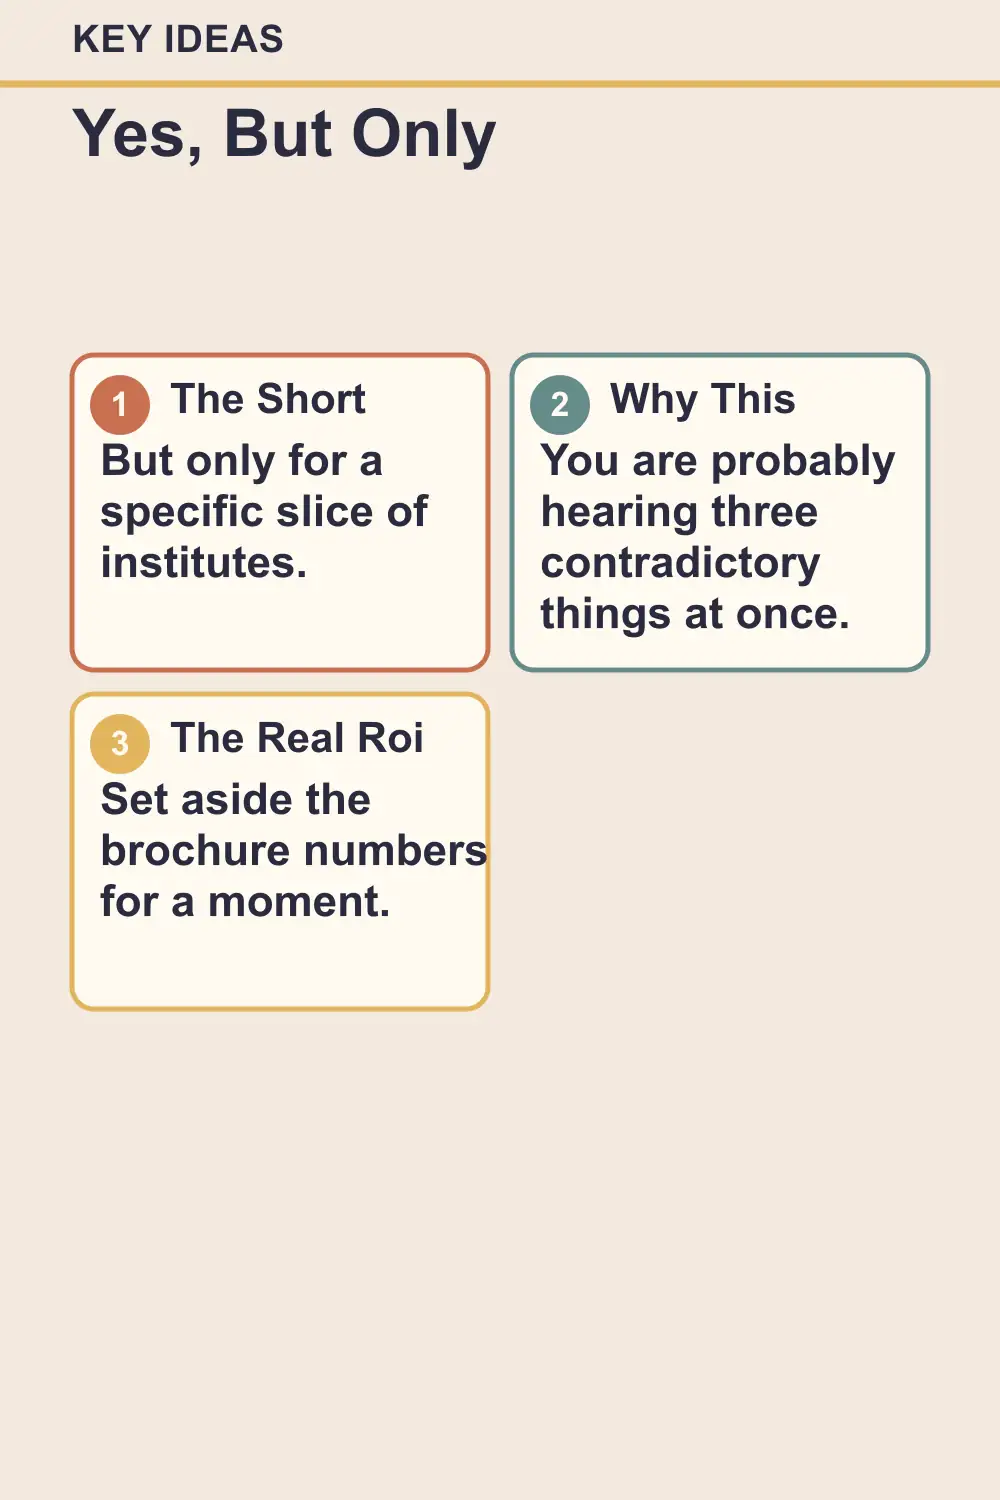 KEY IDEAS
Yes, But Only
1 The Short
But only for a
specific slice of
institutes.
2 Why This
You are probably
hearing three
contradictory
things at once.
3 The Real Roi
Set aside the
brochure numbers
for a moment.